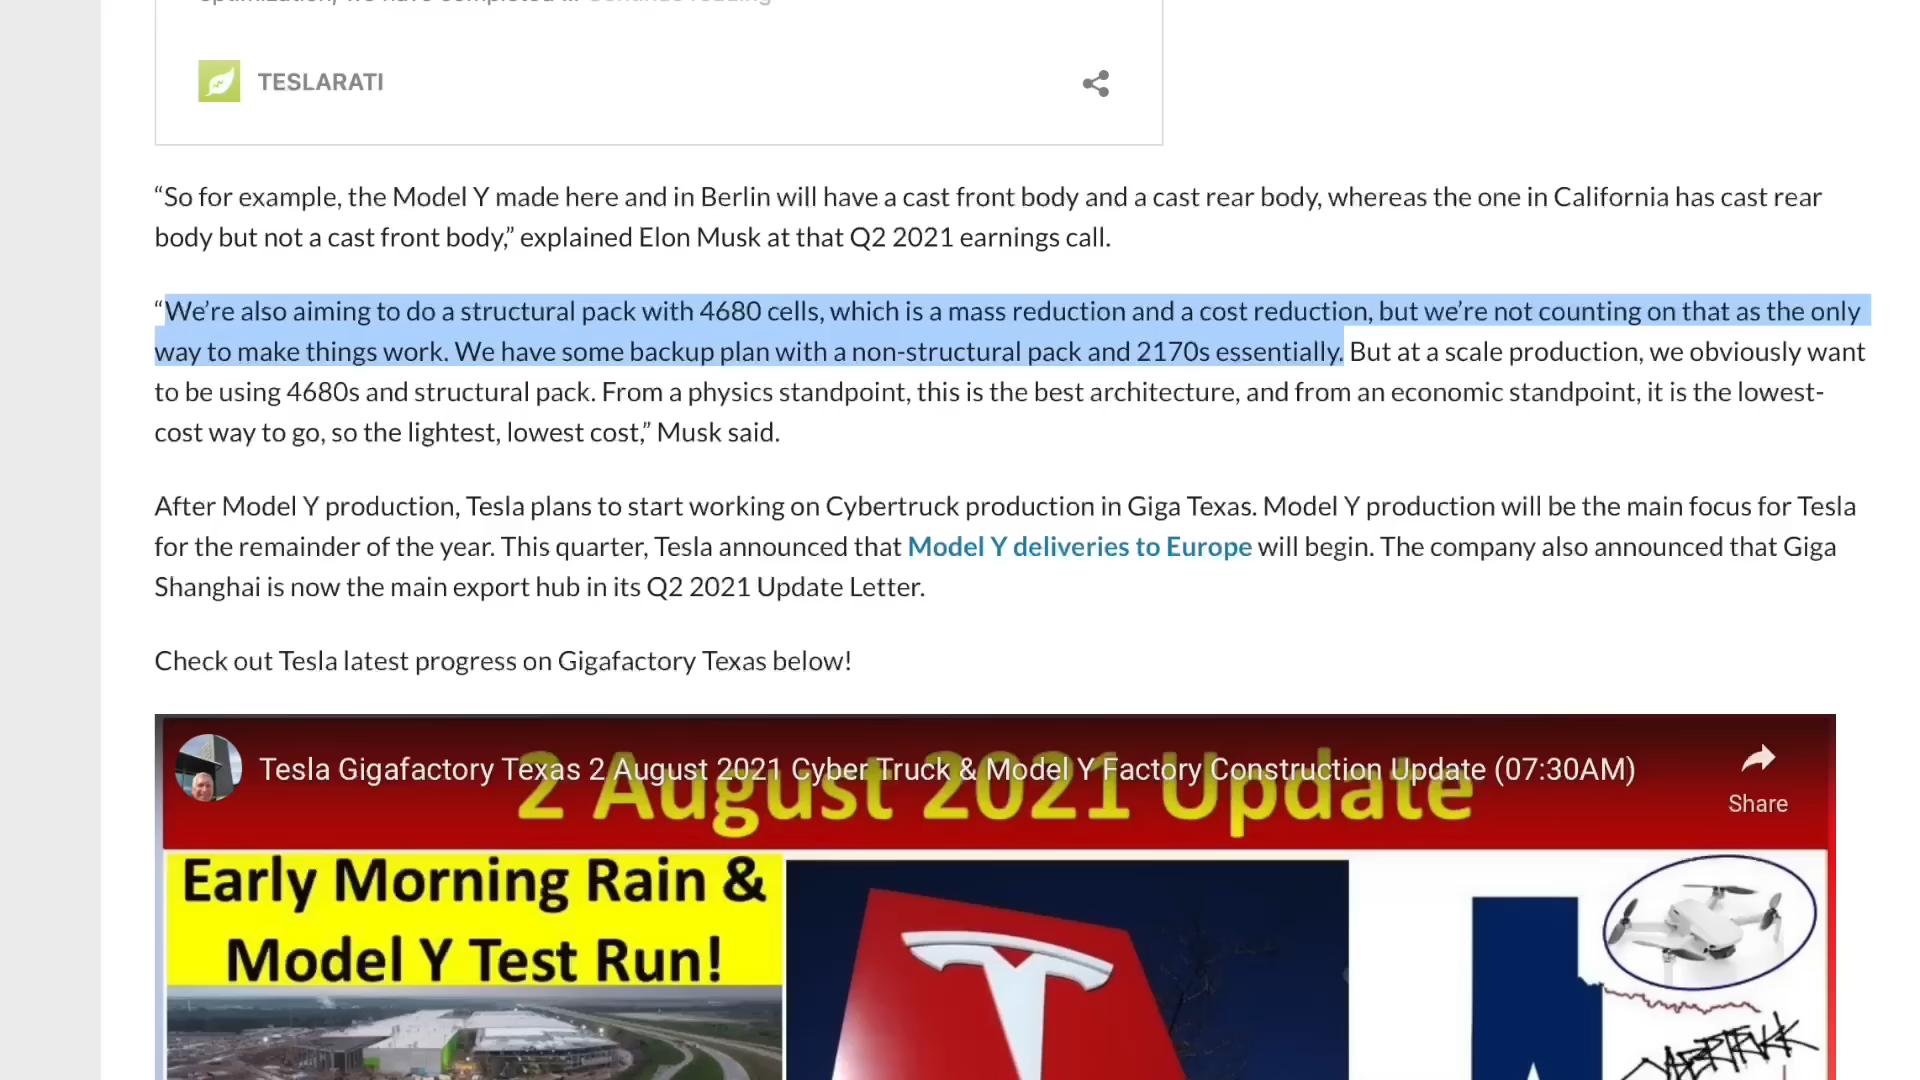 TESLARATI
“So for example, the Model Y made here and in Berlin will have a cast front body and a cast rear body, whereas the one in California has cast rear
body but not a cast front body,” explained Elon Musk at that Q2 2021 earnings call.
“We’re also aiming to do a structural pack with 4680 cells, which is a mass reduction and a cost reduction, but we’re not counting on that as the only
way to make things work. We have some backup plan with a non-structural pack and 2170s essentially. But at a scale production, we obviously want
to be using 4680s and structural pack. From a physics standpoint, this is the best architecture, and from an economic standpoint, it is the lowest-
cost way to go, so the lightest, lowest cost,” Musk said.
After Model Y production, Tesla plans to start working on Cybertruck production in Giga Texas. Model Y production will be the main focus for Tesla
for the remainder of the year. This quarter, Tesla announced that Model Y deliveries to Europe will begin. The company also announced that Giga
Shanghai is now the main export hub in its Q2 2021 Update Letter.
Check out Tesla latest progress on Gigafactory Texas below!
Tesla Gigafactory Texas 2 August 2021 Cyber Truck & Model Y Factory Construction Update (07:30AM)
2 August 2021 Update
Share
Early Morning Rain &
Model Y Test Run!
CYBERTRUCK